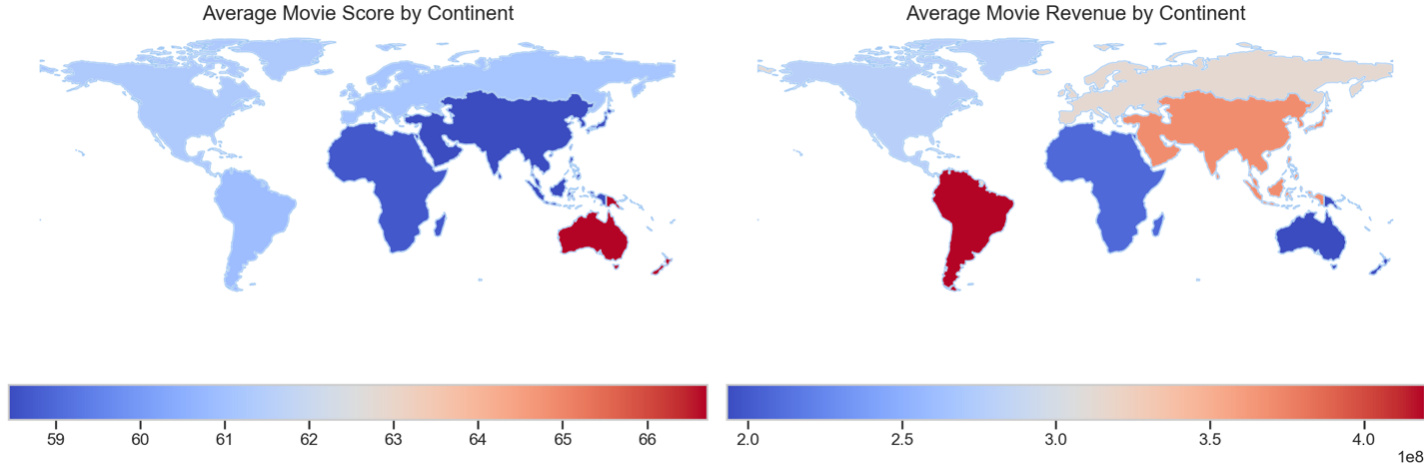 Average Movie Score by Continent
Average Movie Revenue by Continent
59 60 61 62 63 64 65 66
2.0 2.5 3.0 3.5 4.0
1e8